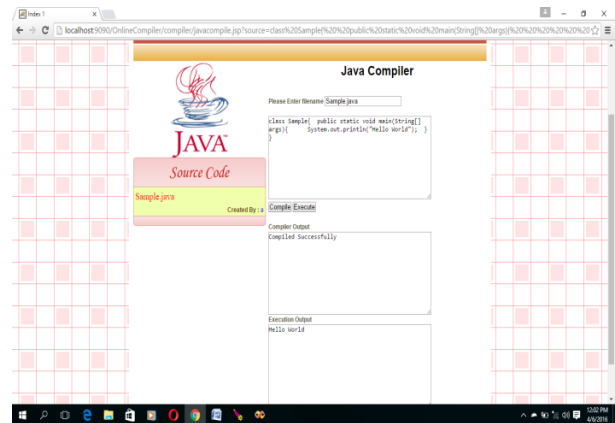 Index 1
localhost:9090/OnlineCompiler/compiler/javacompile.jsp?source=class%20Sample{%20%20public%20static%20void%20main(String[]%20args){%20%20%20%20%20%20
Java Compiler
Please Enter filename Sample.java
class Sample{ public static void main(String[]
args){ System.out.println("Hello World"); }
}
JAVA
Source Code
Sample.java
Created By : a
Compile Execute
Compiler Output
Compiled Successfully
Execution Output
Hello World
12:02 PM
4/6/2016